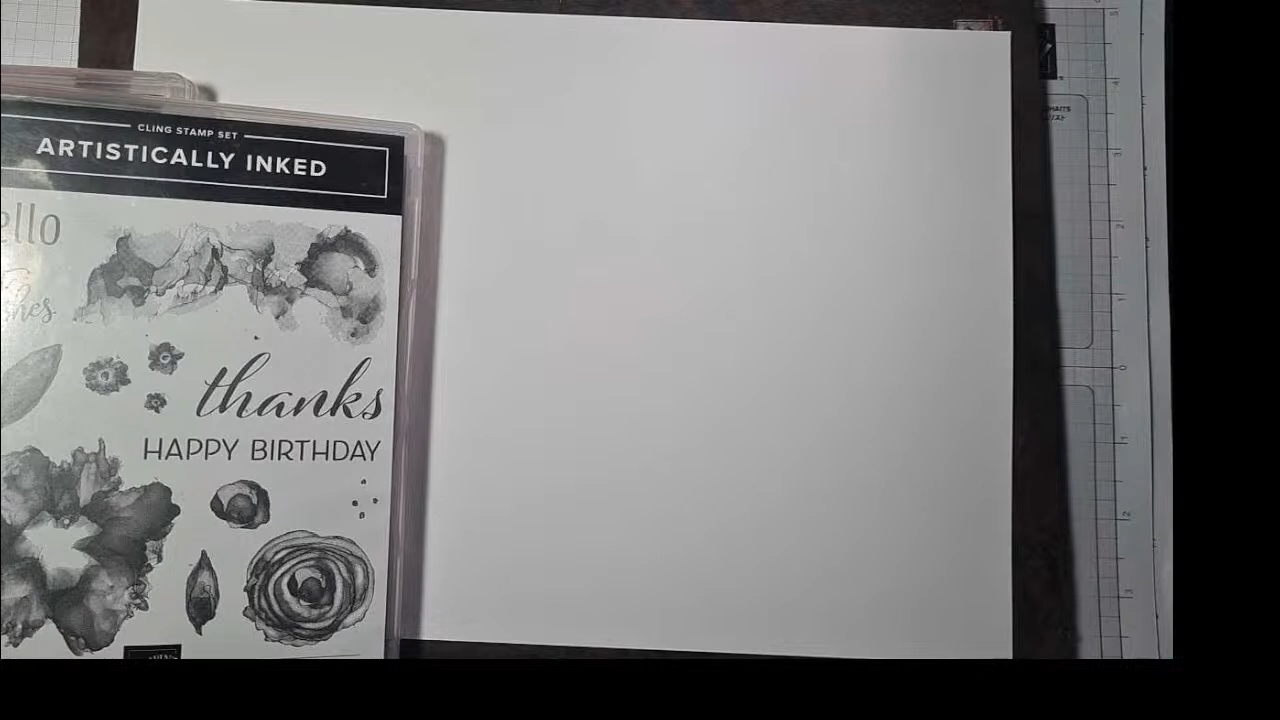 CLING STAMP SET
ARTISTICALLY INKED
ello
thanks
HAPPY BIRTHDAY